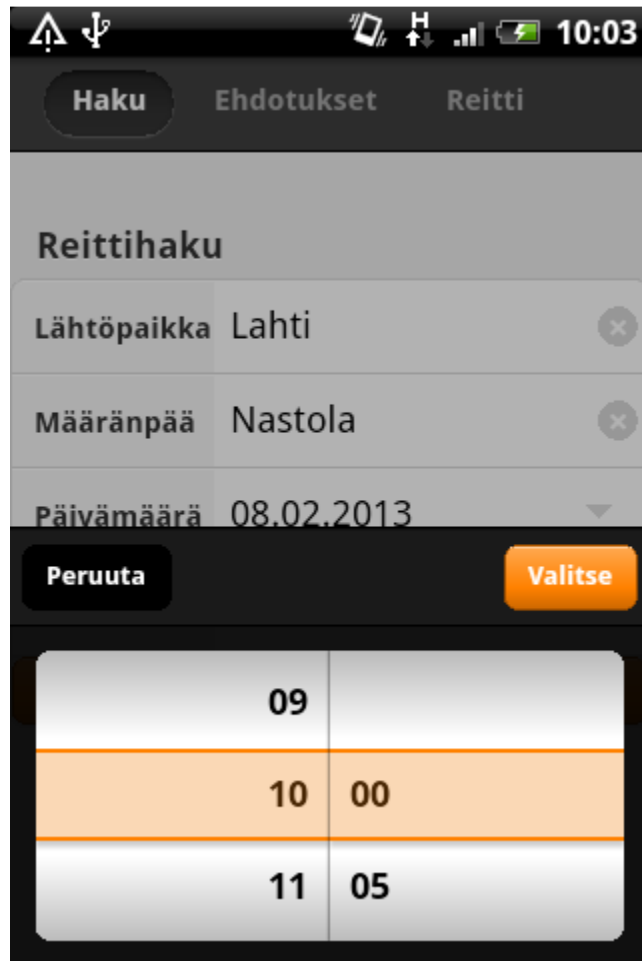 H 10:03
Haku Ehdotukset Reitti
Reittihaku
Lähtöpaikka Lahti
Määränpää Nastola
Päivämäärä 08.02.2013
Peruuta Valitse
09
10 00
11 05